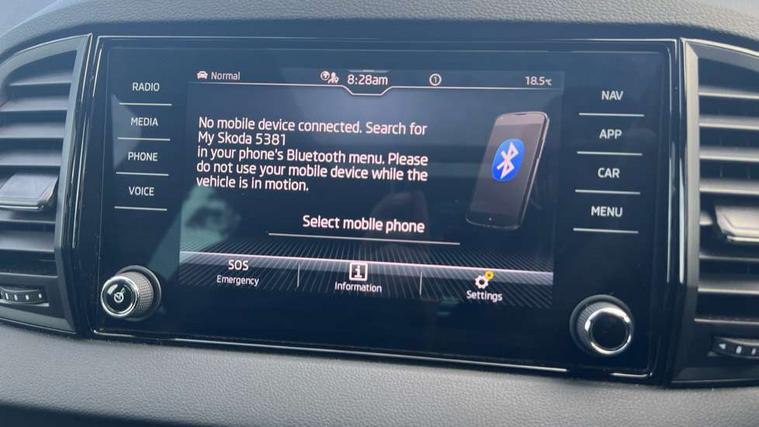 Normal
8:28am
18.5°C
RADIO
MEDIA
PHONE
VOICE
No mobile device connected. Search for
My Skoda 5381
in your phone's Bluetooth menu. Please
do not use your mobile device while the
vehicle is in motion.
Select mobile phone
SOS
Emergency
Information
Settings
NAV
APP
CAR
MENU